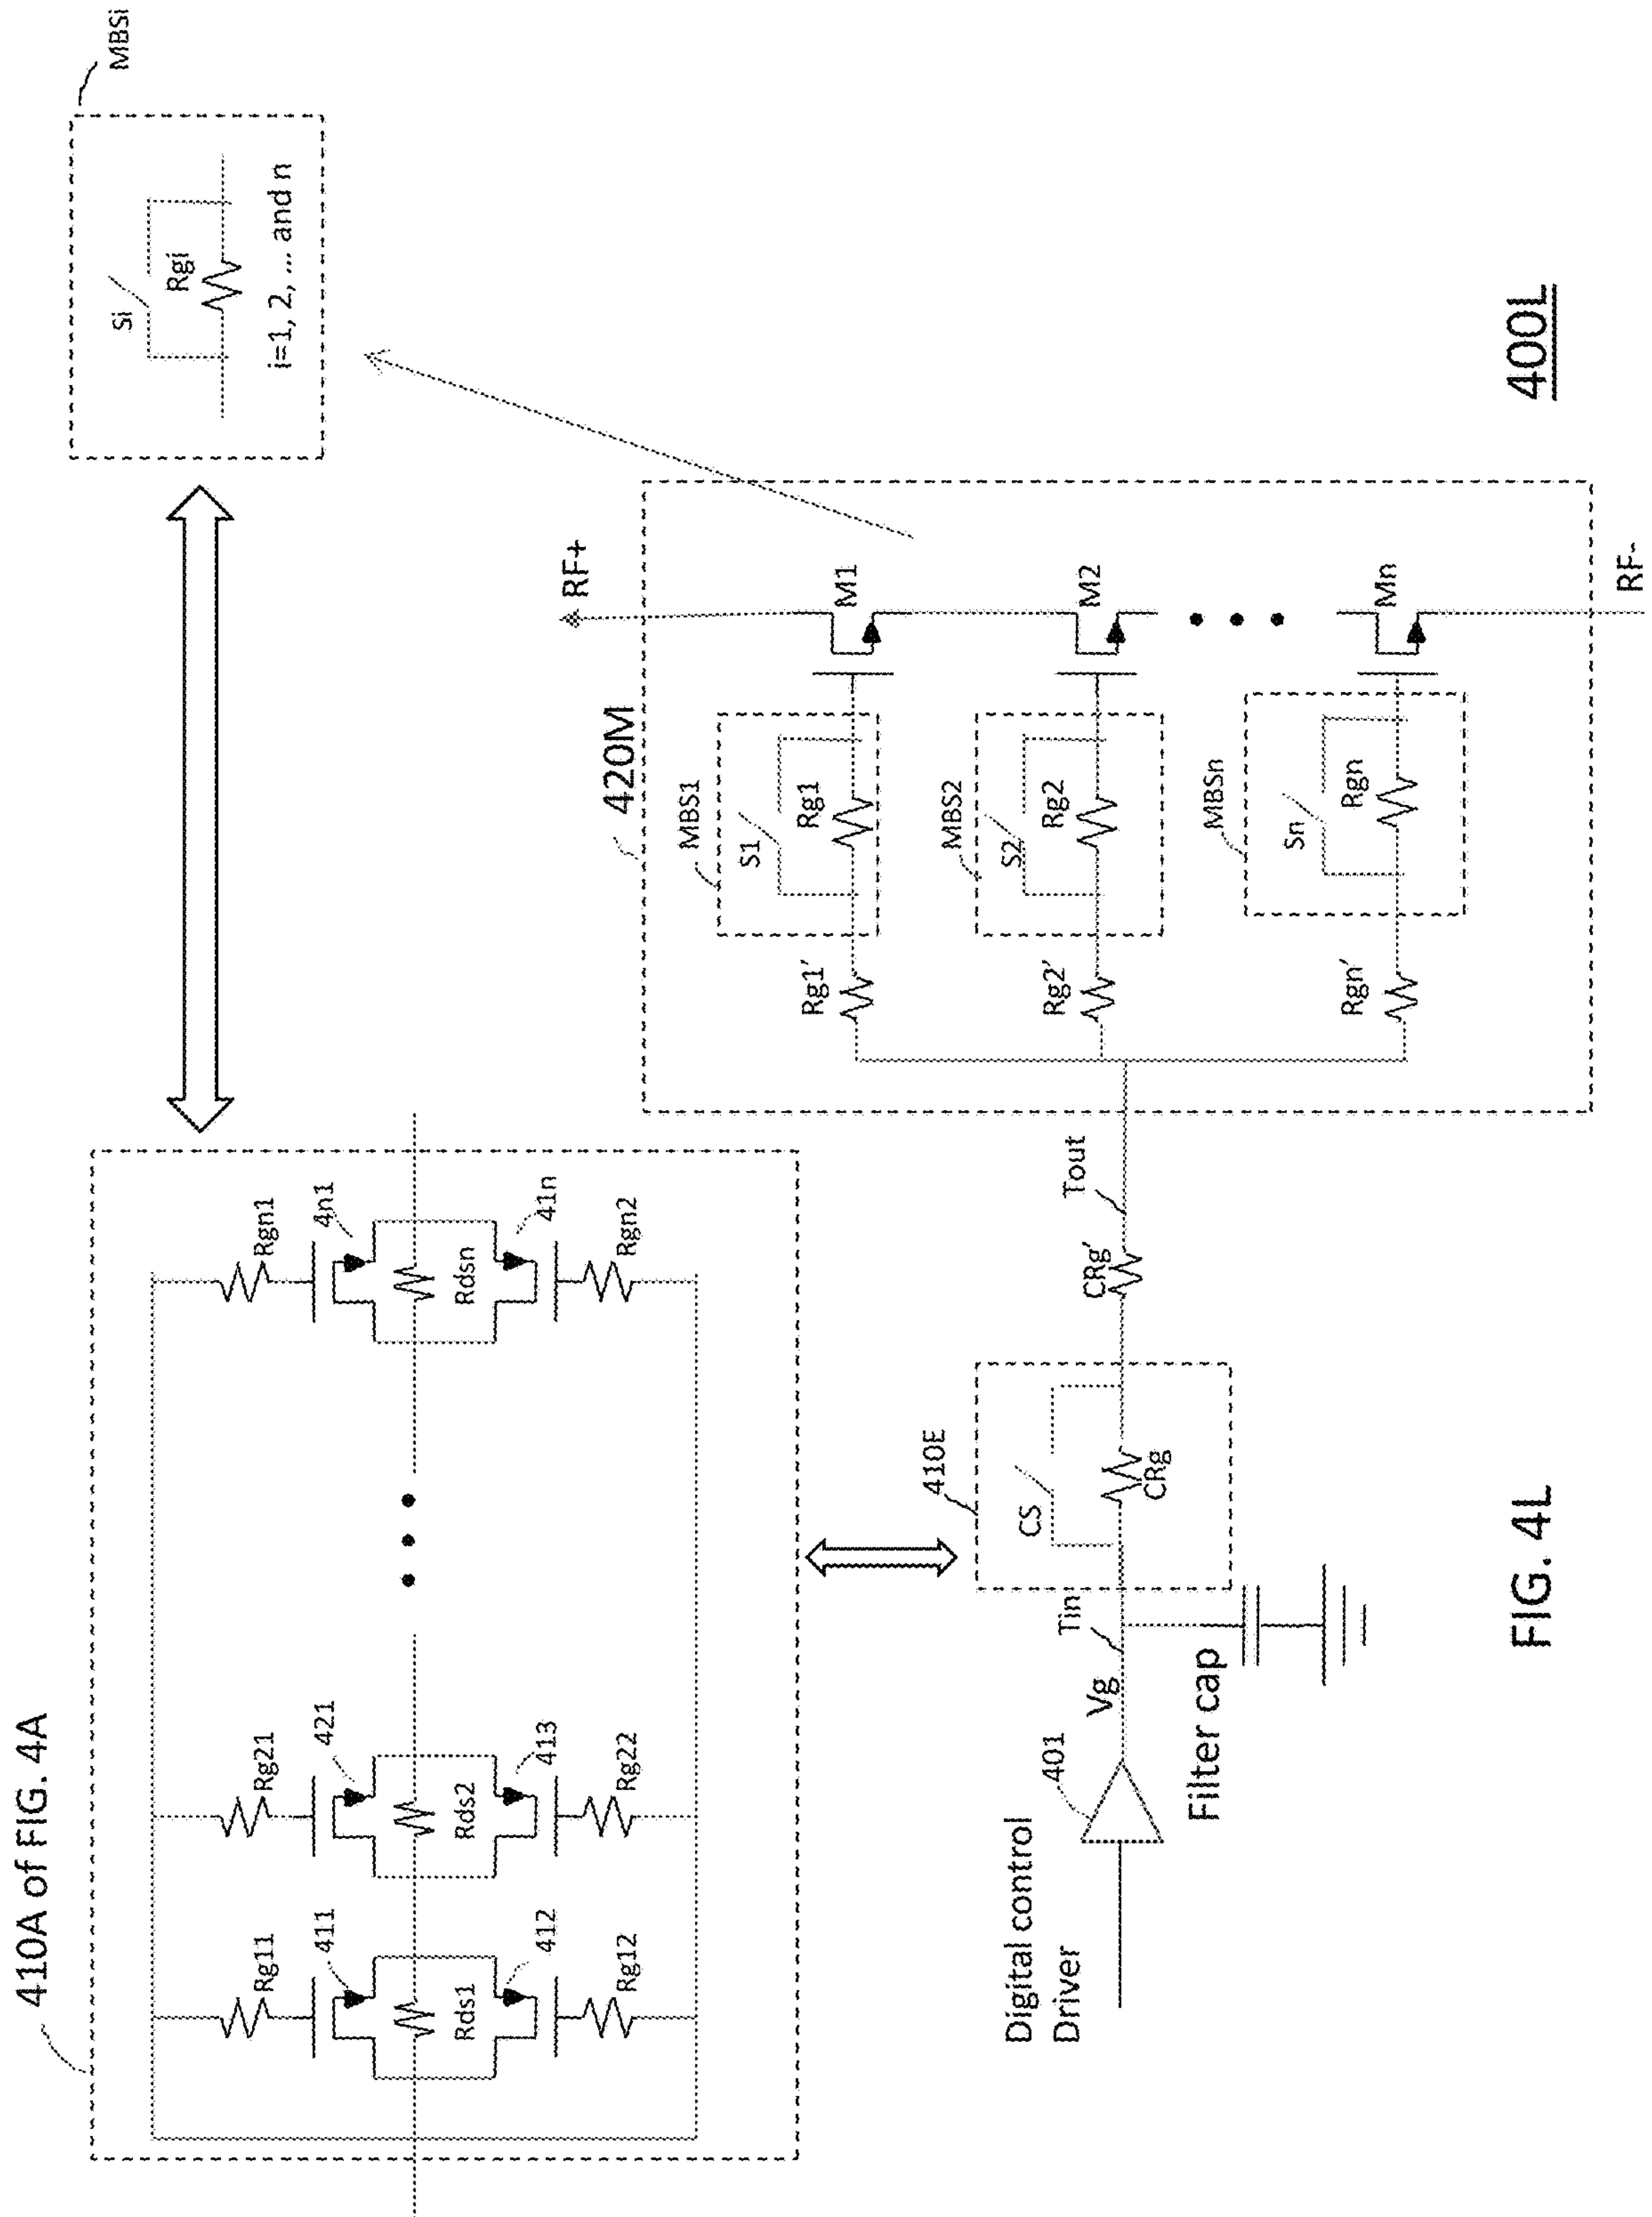 410A of FIG. 4A
Rg11
Rg21
Rgn1
411
421
4n1
Rds1
Rds2
Rdsn
412
413
41n
Rg12
Rg22
Rgn2
MBSi
Si
Rgi
i=1, 2, ... and n
Digital control
Driver
401
Vg
Tin
Filter cap
410E
CS
CRg
CRg'
Tout
420M
RF+
MBS1
S1
Rg1
Rg1'
M1
MBS2
S2
Rg2
Rg2'
M2
MBSn
Sn
Rgn
Rgn'
Mn
RF-
FIG. 4L
400L